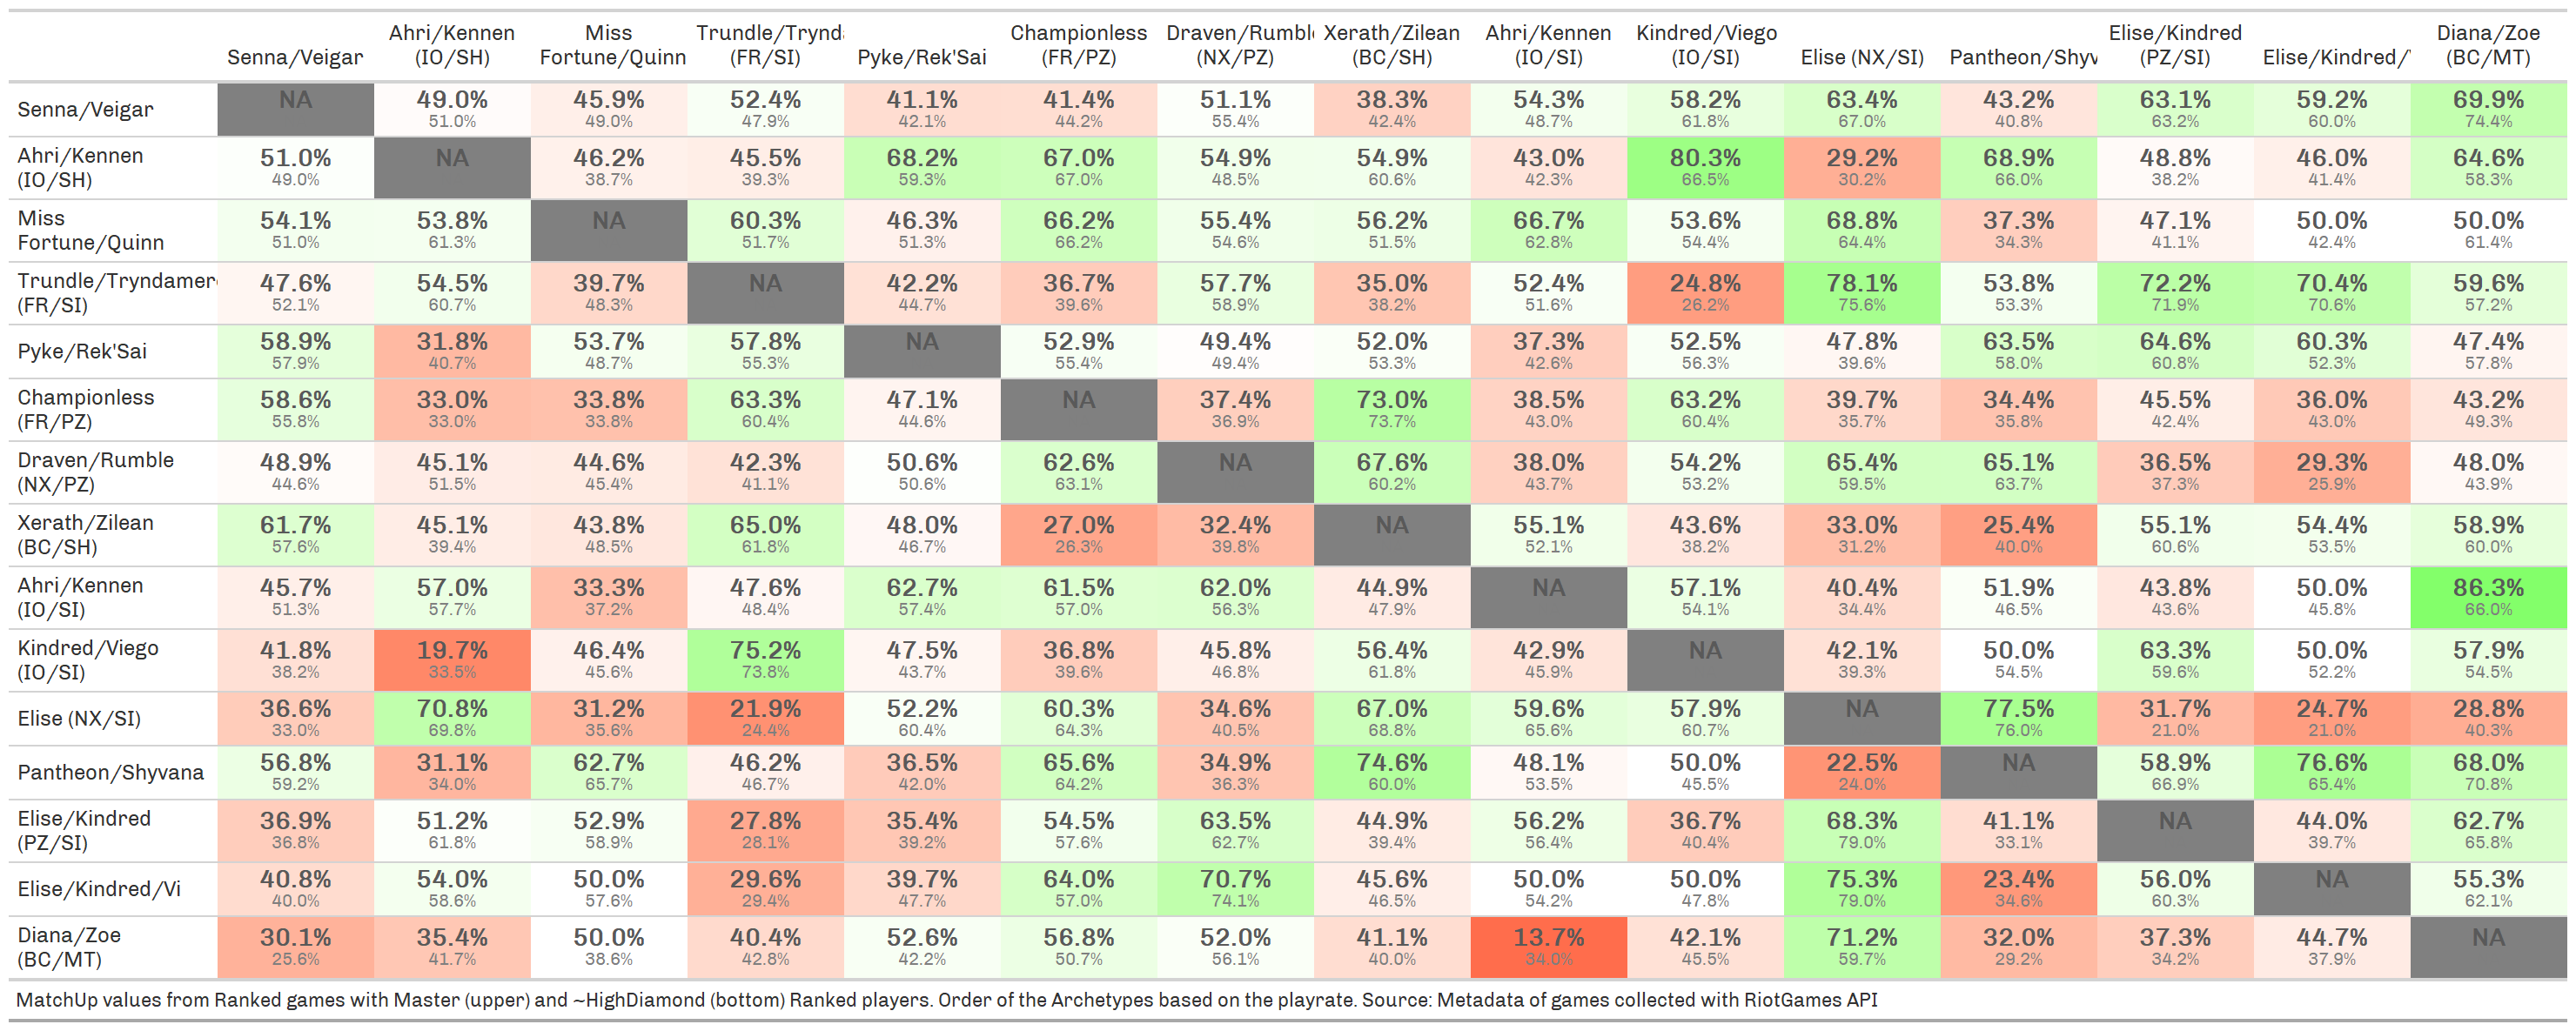 Senna/Veigar Ahri/Kennen (IO/SH) Miss Fortune/Quinn Trundle/Trynd (FR/SI) Pyke/Rek'Sai Championless (FR/PZ) Draven/Rumbl (NX/PZ) Xerath/Zilean (BC/SH) Ahri/Kennen (IO/SI) Kindred/Viego (IO/SI) Elise (NX/SI) Pantheon/Shyv Elise/Kindred (PZ/SI) Elise/Kindred/ Diana/Zoe (BC/MT)
Senna/Veigar NA 49.0% 45.9% 52.4% 41.1% 41.4% 51.1% 38.3% 54.3% 58.2% 63.4% 43.2% 63.1% 59.2% 69.9%
51.0% 49.0% 47.9% 42.1% 44.2% 55.4% 42.4% 48.7% 61.8% 67.0% 40.8% 63.2% 60.0% 74.4%
Ahri/Kennen 51.0% NA 46.2% 45.5% 68.2% 67.0% 54.9% 54.9% 43.0% 80.3% 29.2% 68.9% 48.8% 46.0% 64.6%
(IO/SH) 49.0% 38.7% 39.3% 59.3% 67.0% 48.5% 60.6% 42.3% 66.5% 30.2% 66.0% 38.2% 41.4% 58.3%
Miss 54.1% 53.8% NA 60.3% 46.3% 66.2% 55.4% 56.2% 66.7% 53.6% 68.8% 37.3% 47.1% 50.0% 50.0%
Fortune/Quinn 51.0% 61.3% 51.7% 51.3% 66.2% 54.6% 51.5% 62.8% 54.4% 64.4% 34.3% 41.1% 42.4% 61.4%
Trundle/Tryndamer 47.6% 54.5% 39.7% NA 42.2% 36.7% 57.7% 35.0% 52.4% 24.8% 78.1% 53.8% 72.2% 70.4% 59.6%
(FR/SI) 52.1% 60.7% 48.3% 44.7% 39.6% 58.9% 38.2% 51.6% 26.2% 75.6% 53.3% 71.9% 70.6% 57.2%
Pyke/Rek'Sai 58.9% 31.8% 53.7% 57.8% NA 52.9% 49.4% 52.0% 37.3% 52.5% 47.8% 63.5% 64.6% 60.3% 47.4%
57.9% 40.7% 48.7% 55.3% 55.4% 49.4% 53.3% 42.6% 56.3% 39.6% 58.0% 60.8% 52.3% 57.8%
Championless 58.6% 33.0% 33.8% 63.3% 47.1% NA 37.4% 73.0% 38.5% 63.2% 39.7% 34.4% 45.5% 36.0% 43.2%
(FR/PZ) 55.8% 33.0% 33.8% 60.4% 44.6% 36.9% 73.7% 43.0% 60.4% 35.7% 35.8% 42.4% 43.0% 49.3%
Draven/Rumble 48.9% 45.1% 44.6% 42.3% 50.6% 62.6% NA 67.6% 38.0% 54.2% 65.4% 65.1% 36.5% 29.3% 48.0%
(NX/PZ) 44.6% 51.5% 45.4% 41.1% 50.6% 63.1% 60.2% 43.7% 53.2% 59.5% 63.7% 37.3% 25.9% 43.9%
Xerath/Zilean 61.7% 45.1% 43.8% 65.0% 48.0% 27.0% 32.4% NA 55.1% 43.6% 33.0% 25.4% 55.1% 54.4% 58.9%
(BC/SH) 57.6% 39.4% 48.5% 61.8% 46.7% 26.3% 39.8% 52.1% 38.2% 31.2% 40.0% 60.6% 53.5% 60.0%
Ahri/Kennen 45.7% 57.0% 33.3% 47.6% 62.7% 61.5% 62.0% 44.9% NA 57.1% 40.4% 51.9% 43.8% 50.0% 86.3%
(IO/SI) 51.3% 57.7% 37.2% 48.4% 57.4% 57.0% 56.3% 47.9% 54.1% 34.4% 46.5% 43.6% 45.8% 66.0%
Kindred/Viego 41.8% 19.7% 46.4% 75.2% 47.5% 36.8% 45.8% 56.4% 42.9% NA 42.1% 50.0% 63.3% 50.0% 57.9%
(IO/SI) 38.2% 33.5% 45.6% 73.8% 43.7% 39.6% 46.8% 61.8% 45.9% 39.3% 54.5% 59.6% 52.2% 54.5%
Elise (NX/SI) 36.6% 70.8% 31.2% 21.9% 52.2% 60.3% 34.6% 67.0% 59.6% 57.9% NA 77.5% 31.7% 24.7% 28.8%
33.0% 69.8% 35.6% 24.4% 60.4% 64.3% 40.5% 68.8% 65.6% 60.7% 76.0% 21.0% 21.0% 40.3%
Pantheon/Shyvana 56.8% 31.1% 62.7% 46.2% 36.5% 65.6% 34.9% 74.6% 48.1% 50.0% 22.5% NA 58.9% 76.6% 68.0%
59.2% 34.0% 65.7% 46.7% 42.0% 64.2% 36.3% 60.0% 53.5% 45.5% 24.0% 66.9% 65.4% 70.8%
Elise/Kindred 36.9% 51.2% 52.9% 27.8% 35.4% 54.5% 63.5% 44.9% 56.2% 36.7% 68.3% 41.1% NA 44.0% 62.7%
(PZ/SI) 36.8% 61.8% 58.9% 28.1% 39.2% 57.6% 62.7% 39.4% 56.4% 40.4% 79.0% 33.1% 39.7% 65.8%
Elise/Kindred/Vi 40.8% 54.0% 50.0% 29.6% 39.7% 64.0% 70.7% 45.6% 50.0% 50.0% 75.3% 23.4% 56.0% NA 55.3%
40.0% 58.6% 57.6% 29.4% 47.7% 57.0% 74.1% 46.5% 54.2% 47.8% 79.0% 34.6% 60.3% 62.1%
Diana/Zoe 30.1% 35.4% 50.0% 40.4% 52.6% 56.8% 52.0% 41.1% 13.7% 42.1% 71.2% 32.0% 37.3% 44.7% NA
(BC/MT) 25.6% 41.7% 38.6% 42.8% 42.2% 50.7% 56.1% 40.0% 34.0% 45.5% 59.7% 29.2% 34.2% 37.9%
MatchUp values from Ranked games with Master (upper) and ~HighDiamond (bottom) Ranked players. Order of the Archetypes based on the playrate. Source: Metadata of games collected with RiotGames API